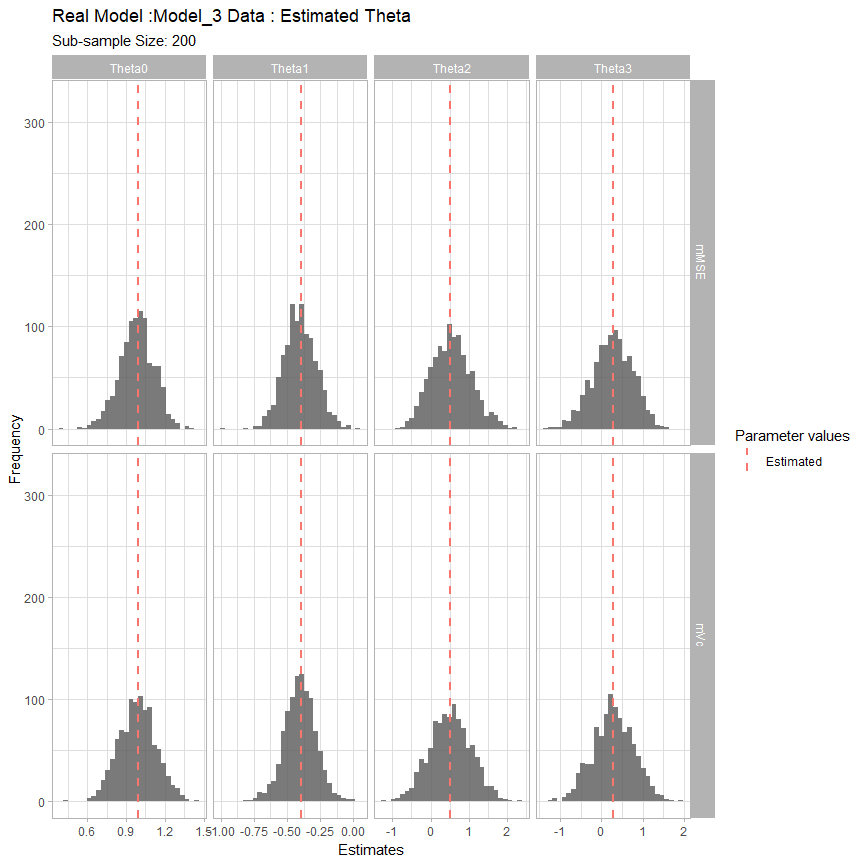 Real Model :Model_3 Data : Estimated Theta
Sub-sample Size: 200
Theta0 Theta1 Theta2 Theta3
300
200
100
0
mMSE
300
200
100
0
mVc
Frequency
0.6 0.9 1.2 1.5
-1.00 -0.75 -0.50 -0.25 0.00
-1 0 1 2
-1 0 1 2
Estimates
Parameter values
Estimated